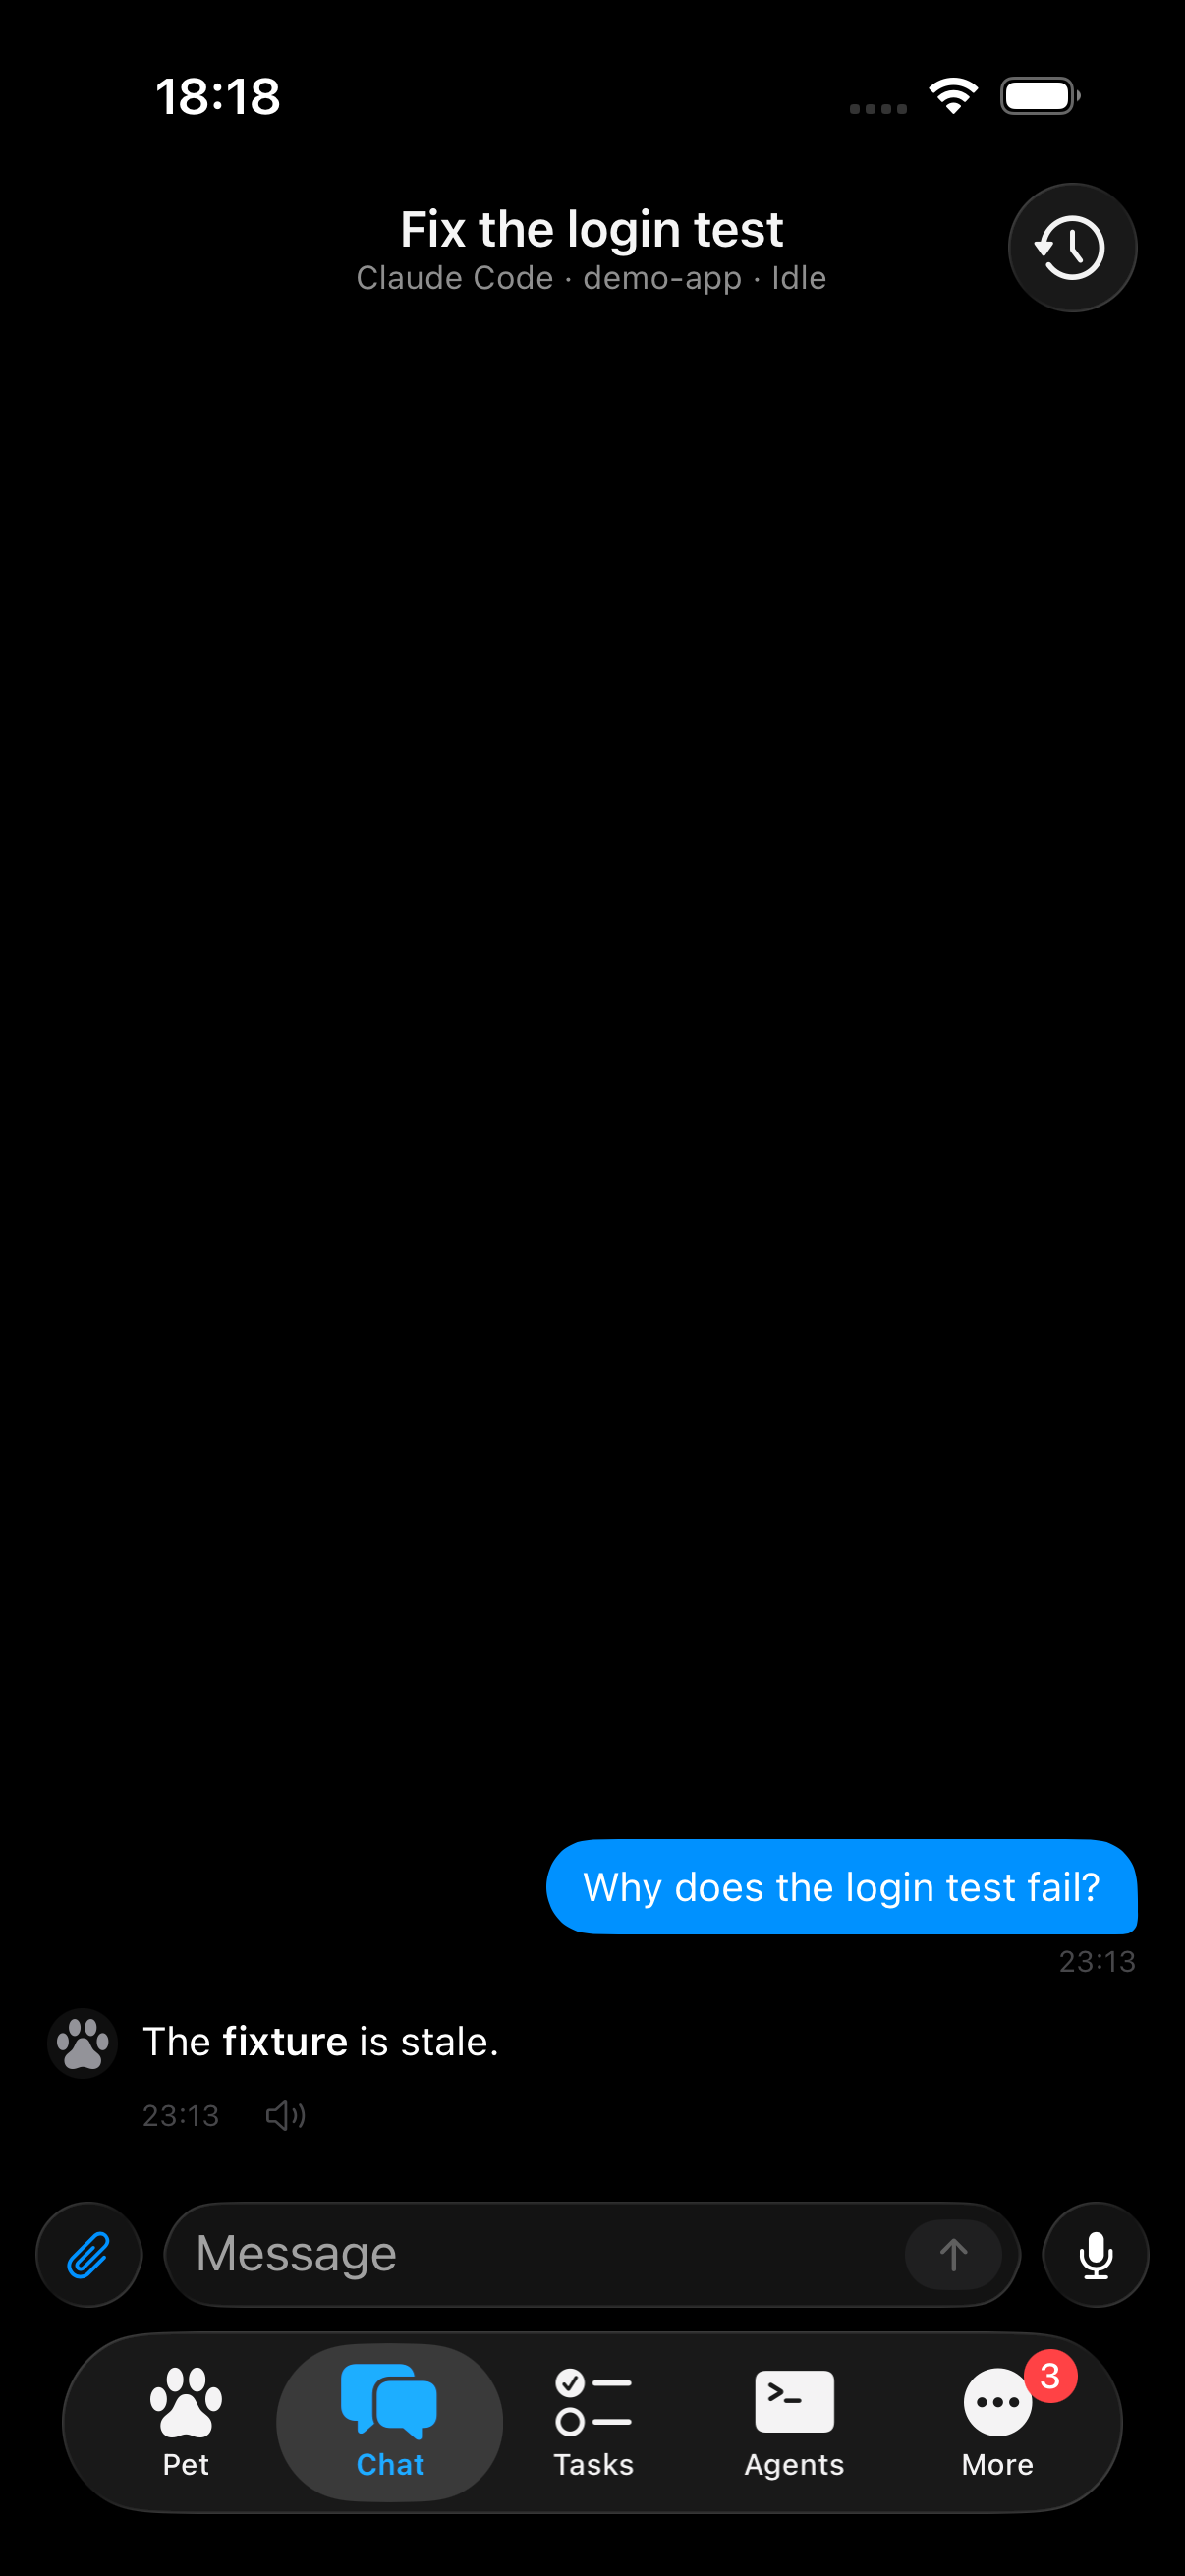 18:18
Fix the login test
Claude Code · demo-app · Idle
Why does the login test fail?
23:13
The fixture is stale.
23:13
Message
Pet
Chat
Tasks
Agents
3
More